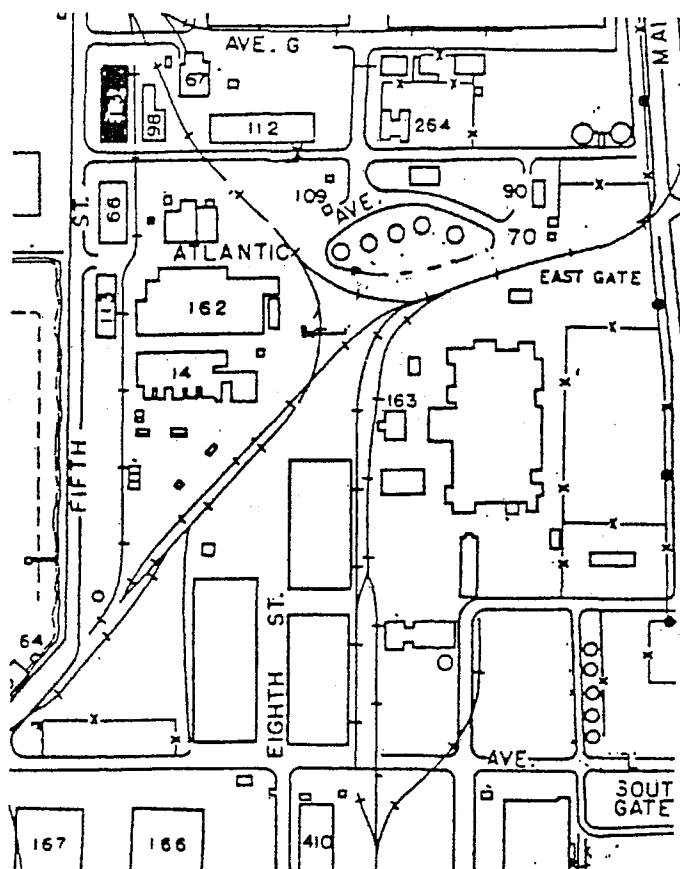 AVE. G
MAI
67
98
112
264
66
ST.
109
AVE.
90
70
ATLANTIC
EAST GATE
113
162
14
163
FIFTH
ST.
64
EIGHTH
AVE.
SOUT
GATE
167
166
410